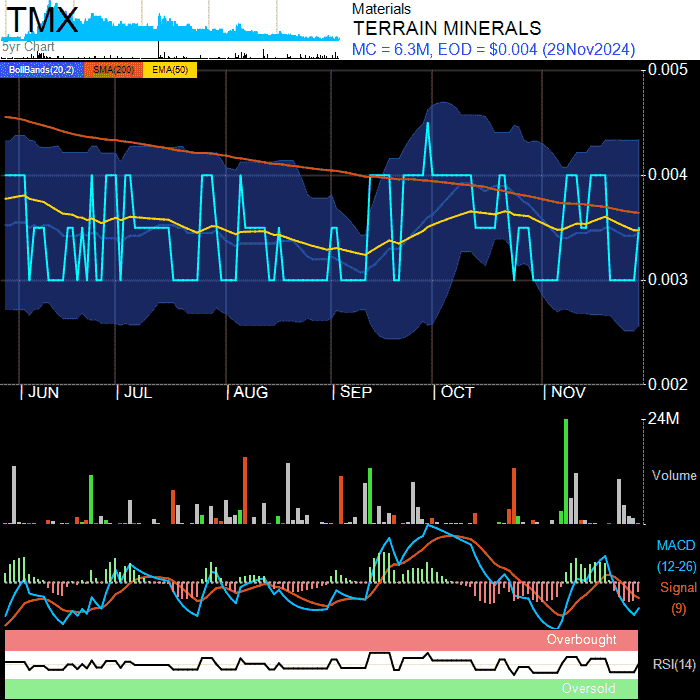 TMX
5yr Chart
Materials
TERRAIN MINERALS
MC = 6.3M, EOD = $0.004 (29Nov2024)
BollBands(20,2) SMA(200) EMA(50)
0.005
0.004
0.003
0.002
JUN JUL AUG SEP OCT NOV
24M
Volume
MACD
(12-26)
Signal
(9)
Overbought
RSI(14)
Oversold